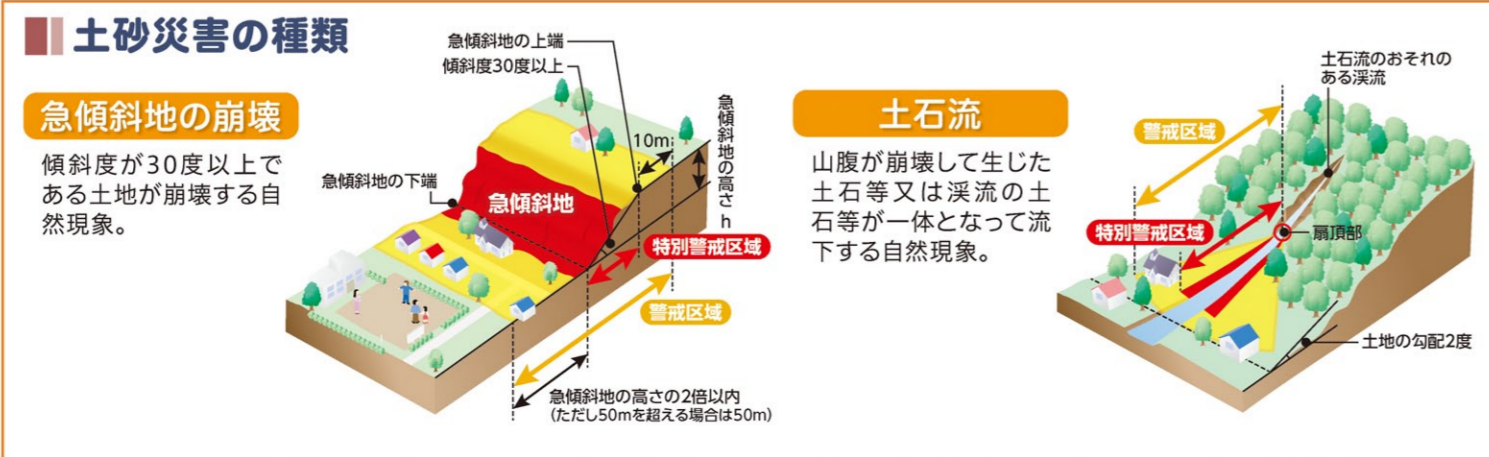 土砂災害の種類
急傾斜地の崩壊
傾斜度が30度以上で
ある土地が崩壊する自
然現象。
急傾斜地の上端
傾斜度30度以上
10m
急傾斜地の高さh
急傾斜地の下端
急傾斜地
特別警戒区域
警戒区域
急傾斜地の高さの2倍以内
(ただし50mを超える場合は50m)
土石流
山腹が崩壊して生じた
土石等又は渓流の土
石等が一体となって流
下する自然現象。
土石流のおそれの
ある渓流
警戒区域
特別警戒区域
扇頂部
土地の勾配2度